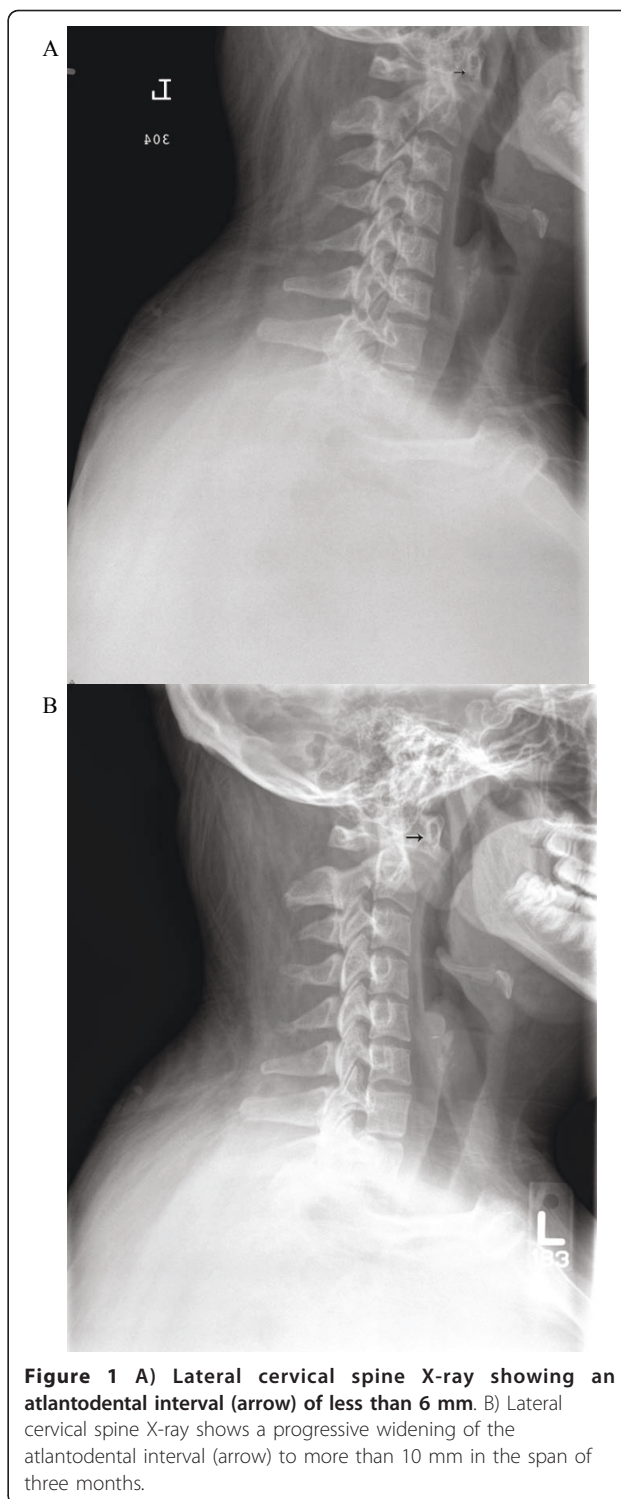 A
L
304
B
L
Figure 1 A) Lateral cervical spine X-ray showing an
atlantodental interval (arrow) of less than 6 mm. B) Lateral
cervical spine X-ray shows a progressive widening of the
atlantodental interval (arrow) to more than 10 mm in the span of
three months.